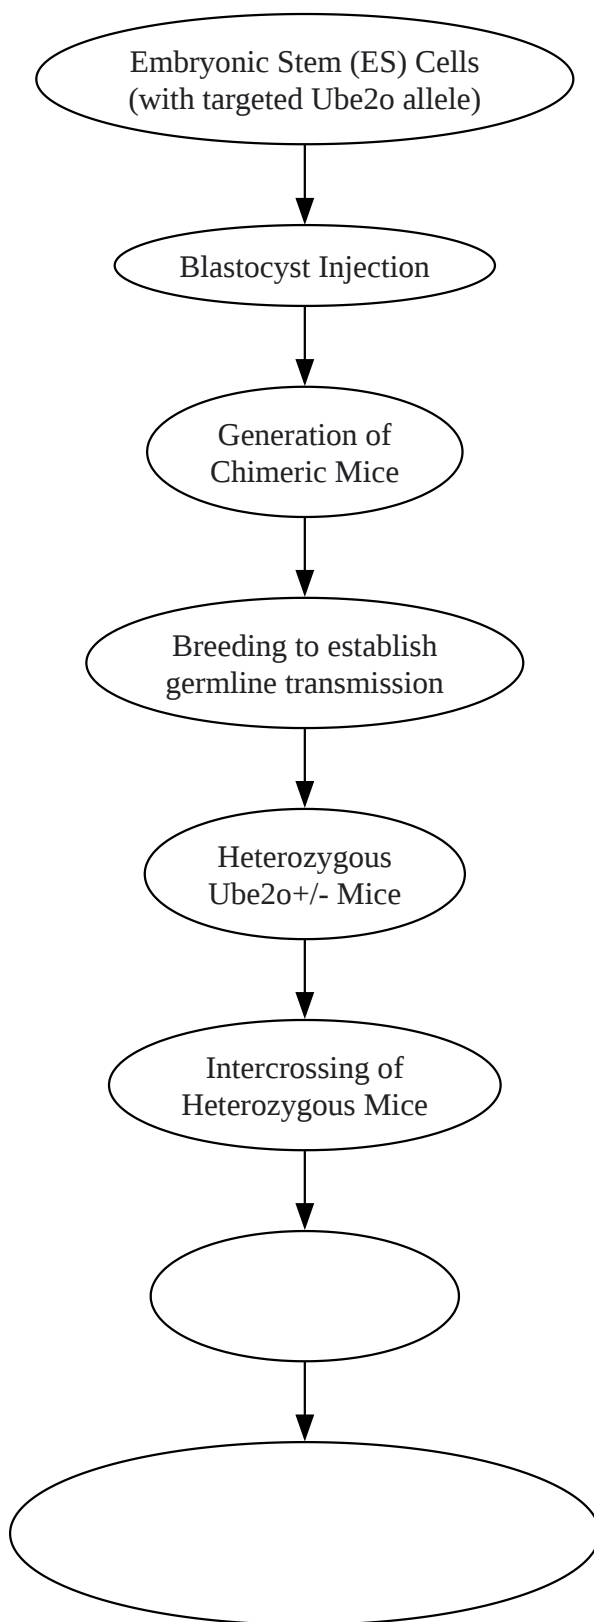 Embryonic Stem (ES) Cells
(with targeted Ube2o allele)
Blastocyst Injection
Generation of
Chimeric Mice
Breeding to establish
germline transmission
Heterozygous
Ube2o+/- Mice
Intercrossing of
Heterozygous Mice